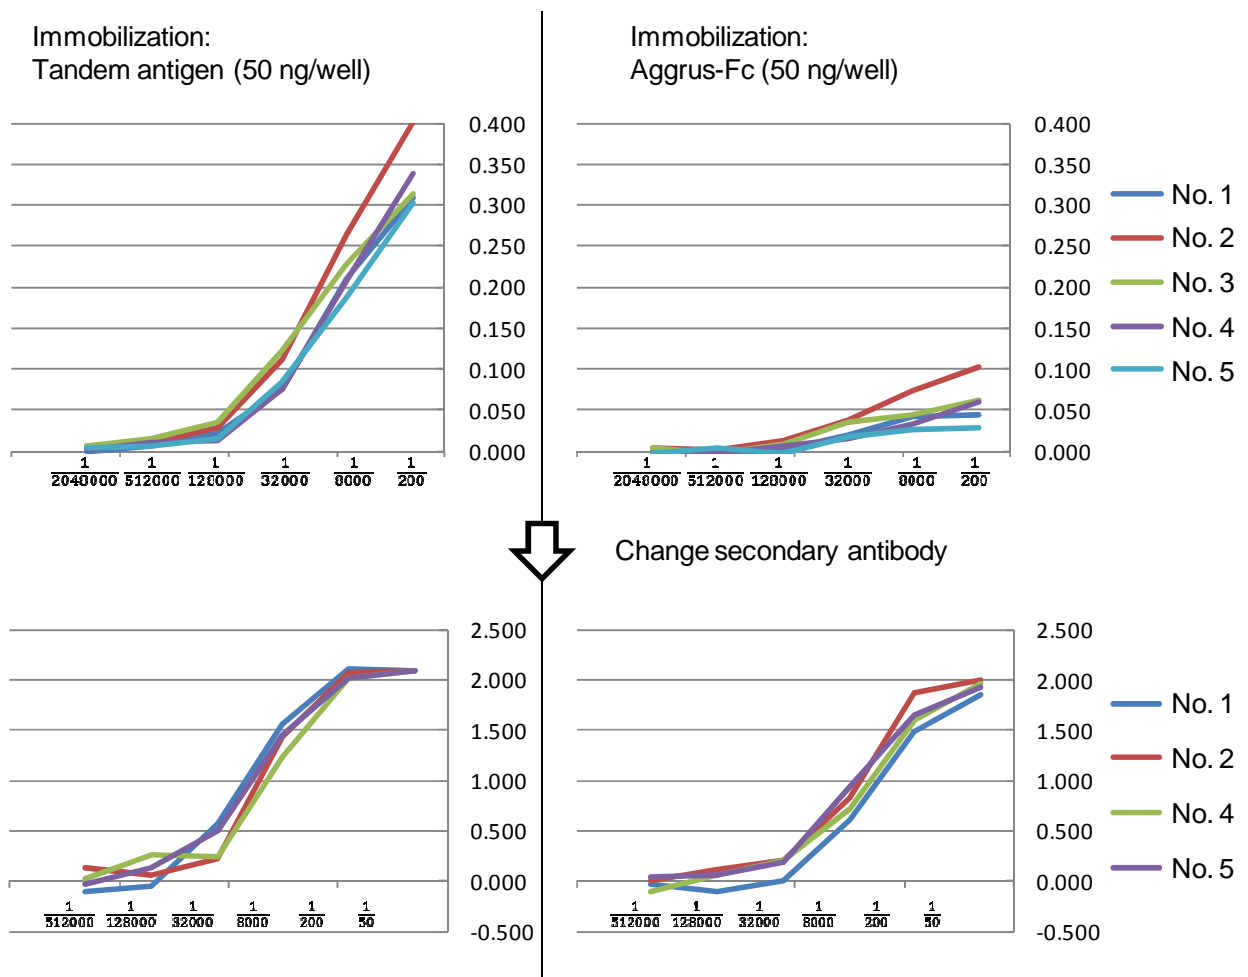 Immobilization:
Tandem antigen (50 ng/well)
Immobilization:
Aggrus-Fc (50 ng/well)
0.400
0.350
0.300
0.250
0.200
0.150
0.100
0.050
0.000
1 1 1 1 1 1
2048000 512000 128000 32000 8000 200
0.400
0.350
0.300
0.250
0.200
0.150
0.100
0.050
0.000
1 1 1 1 1 1
2048000 512000 128000 32000 8000 200
No. 1
No. 2
No. 3
No. 4
No. 5
Change secondary antibody
2.500
2.000
1.500
1.000
0.500
0.000
-0.500
1 1 1 1 1 1
512000 128000 32000 8000 200 50
2.500
2.000
1.500
1.000
0.500
0.000
-0.500
1 1 1 1 1 1
512000 128000 32000 8000 200 50
No. 1
No. 2
No. 4
No. 5